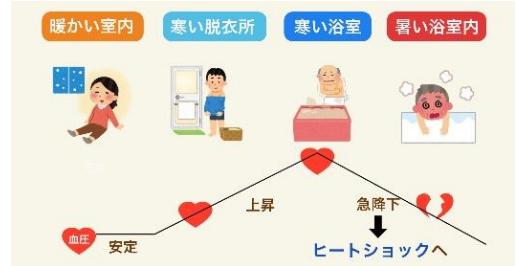 暖かい室内
寒い脱衣所
寒い浴室
暑い浴室内
上昇
急降下
血圧
安定
ヒートショックへ